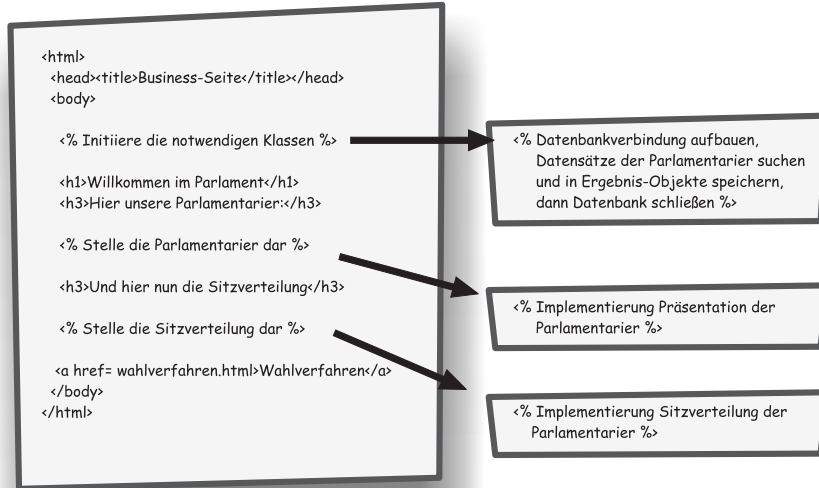 <html>
<head><title>Business-Seite</title></head>
<body>
<% Initiiere die notwendigen Klassen %>
<h1>Willkommen im Parlament</h1>
<h3>Hier unsere Parlamentarier:</h3>
<% Stelle die Parlamentarier dar %>
<h3>Und hier nun die Sitzverteilung</h3>
<% Stelle die Sitzverteilung dar %>
<a href= wahlverfahren.html>Wahlverfahren</a>
</body>
</html>
<% Datenbankverbindung aufbauen,
Datensätze der Parlamentarier suchen
und in Ergebnis-Objekte speichern,
dann Datenbank schließen %>
<% Implementierung Präsentation der
Parlamentarier %>
<% Implementierung Sitzverteilung der
Parlamentarier %>